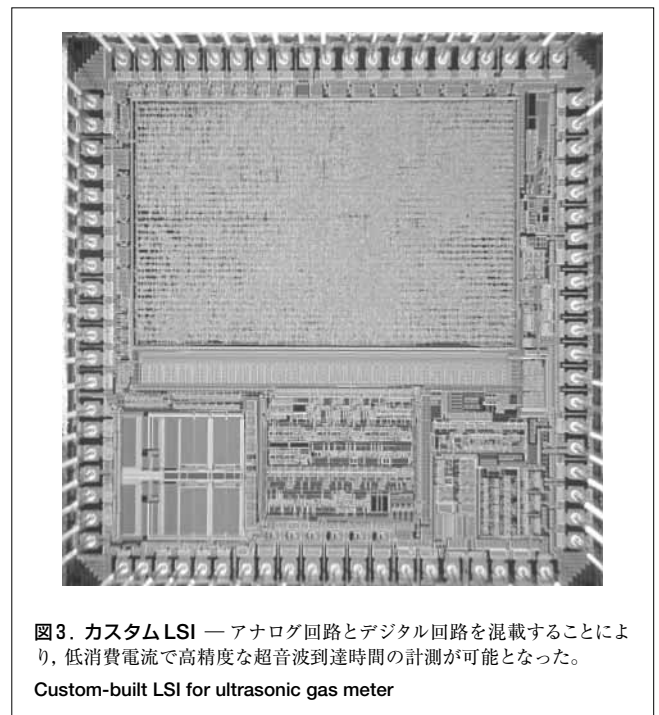 図3. カスタムLSI — アナログ回路とデジタル回路を混載することによ
り, 低消費電流で高精度な超音波到達時間の計測が可能となった。
Custom-built LSI for ultrasonic gas meter